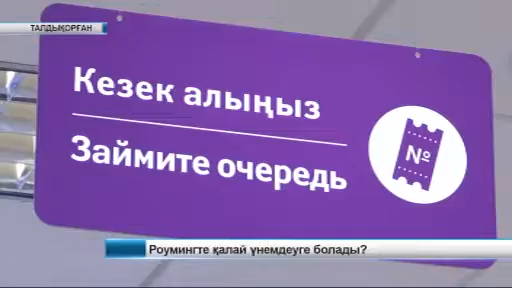 ТАЛДЫҚОРҒАН
Кезек алыңыз
Займите очередь
№
Роумингте қалай үнемдеуге болады?